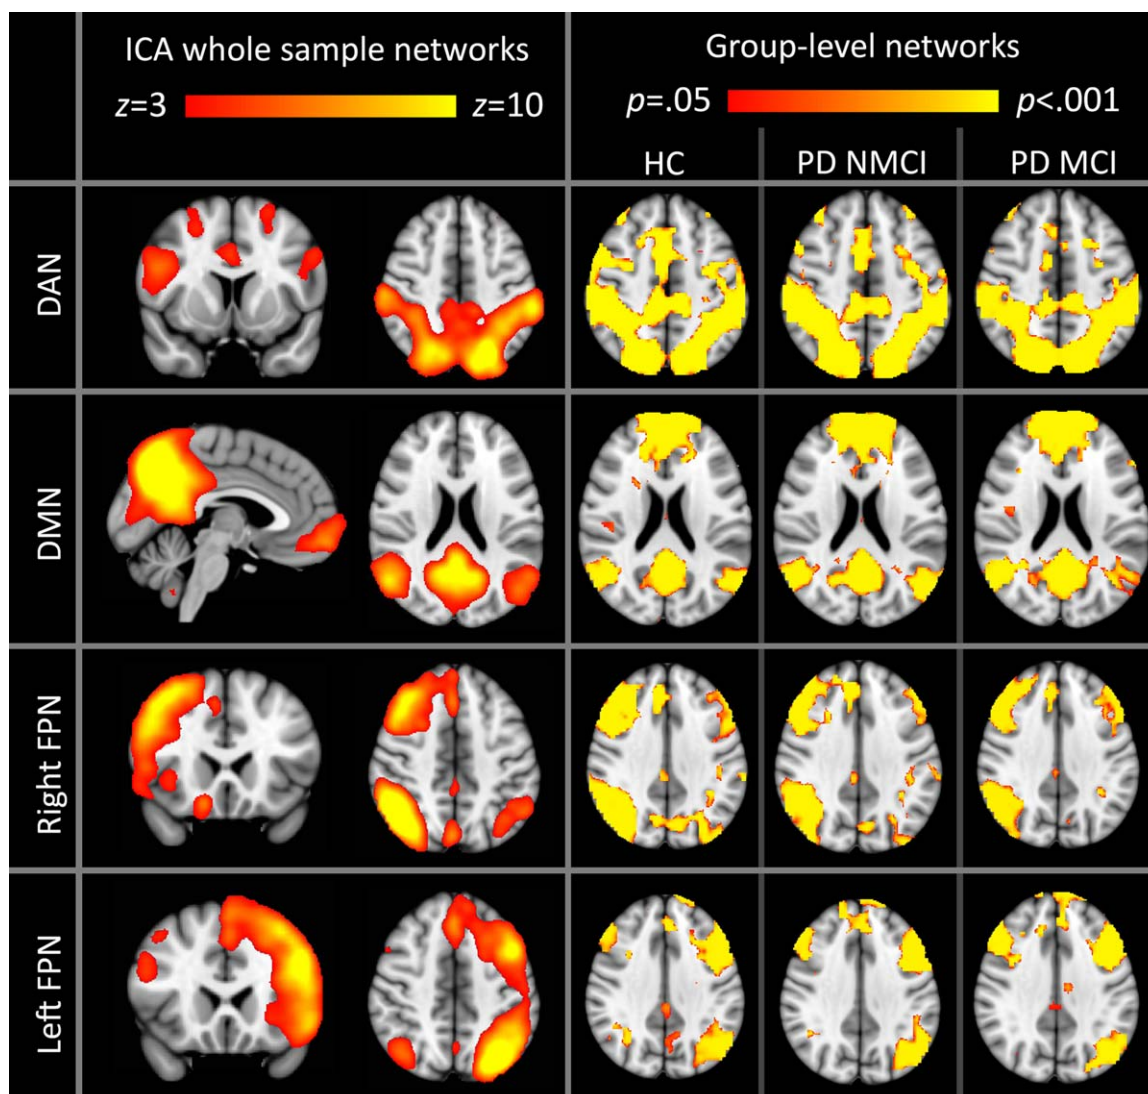 ICA whole sample networks
z=3 z=10
Group-level networks
p=.05 p<.001
HC PD NMCI PD MCI
DAN
DMN
Right FPN
Left FPN